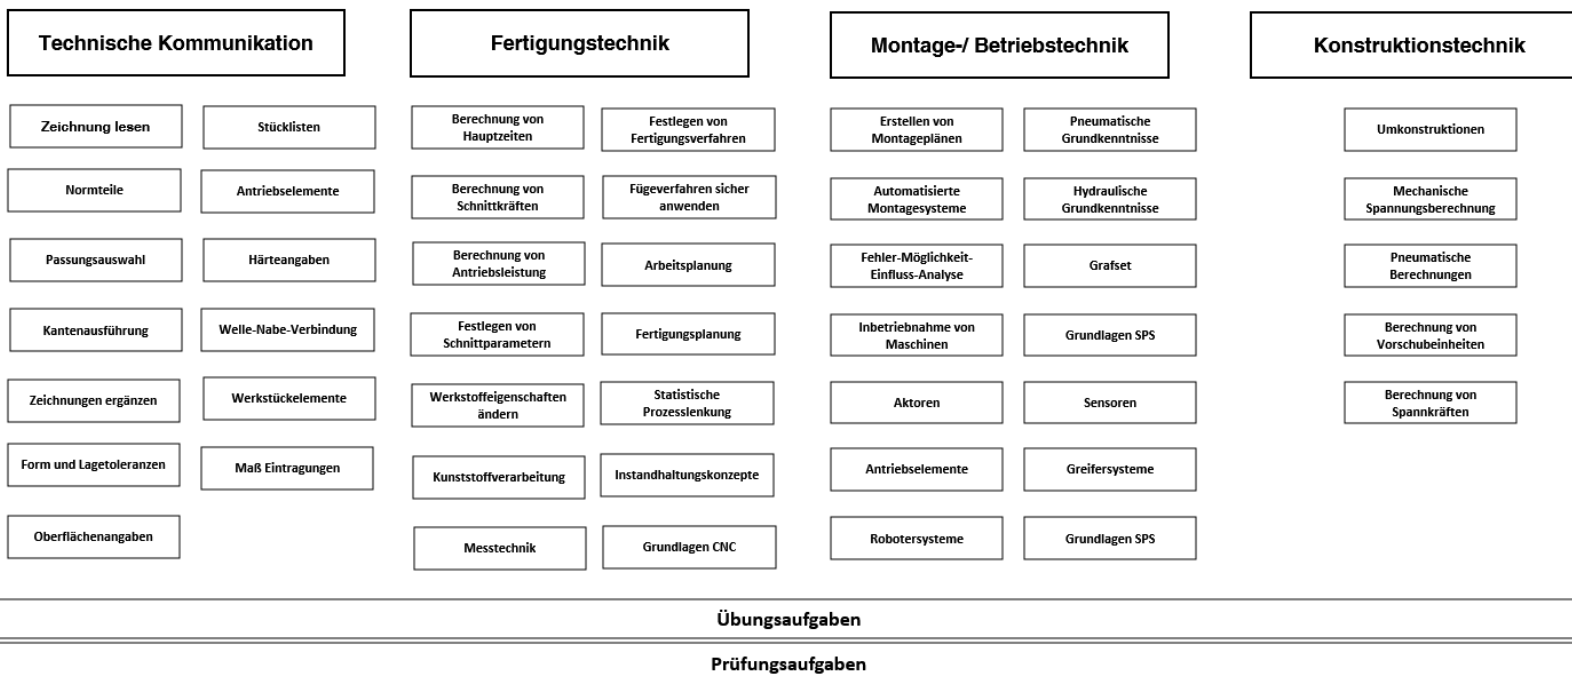 Technische Kommunikation
Fertigungstechnik
Montage-/ Betriebstechnik
Konstruktionstechnik
Zeichnung lesen
Stücklisten
Normteile
Antriebselemente
Passungsauswahl
Härteangaben
Kantenausführung
Welle-Nabe-Verbindung
Zeichnungen ergänzen
Werkstückelemente
Form und Lagetoleranzen
Maß Eintragungen
Oberflächenangaben
Berechnung von
Hauptzeiten
Festlegen von
Fertigungsverfahren
Berechnung von
Schnittkräften
Fügeverfahren sicher
anwenden
Berechnung von
Antriebsleistung
Arbeitsplanung
Festlegen von
Schnittparametern
Fertigungsplanung
Werkstoffeigenschaften
ändern
Statistische
Prozesslenkung
Kunststoffverarbeitung
Instandhaltungskonzepte
Messtechnik
Grundlagen CNC
Erstellen von
Montageplänen
Pneumatische
Grundkenntnisse
Automatisierte
Montagesysteme
Hydraulische
Grundkenntnisse
Fehler-Möglichkeit-
Einfluss-Analyse
Grafset
Inbetriebnahme von
Maschinen
Grundlagen SPS
Aktoren
Sensoren
Antriebselemente
Greifersysteme
Robotersysteme
Grundlagen SPS
Umkonstruktionen
Mechanische
Spannungsberechnung
Pneumatische
Berechnungen
Berechnung von
Vorschubeinheiten
Berechnung von
Spannkräften
Übungsaufgaben
Prüfungsaufgaben